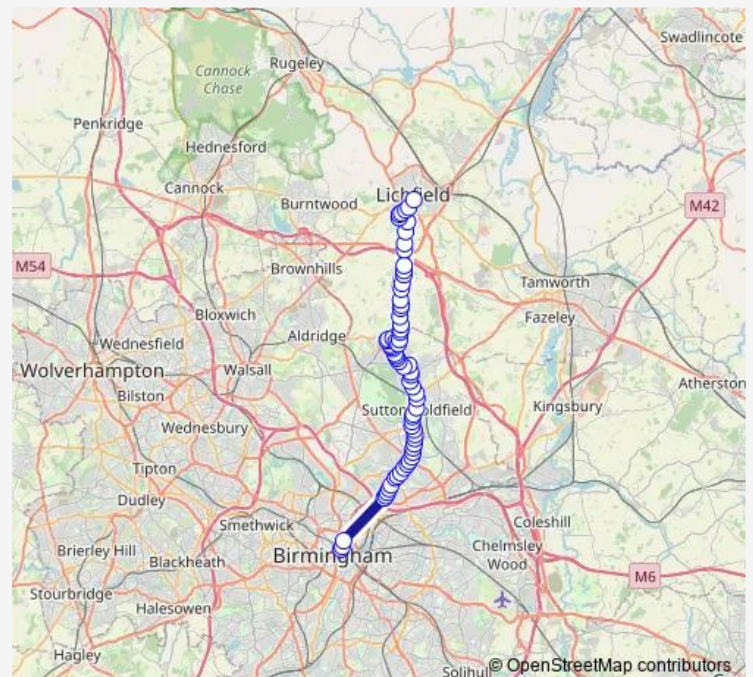 Swadlincote
Cannock
Chase
Rugeley
Penkridge
Hednesford
Cannock
Burntwood
Lichfield
M42
M54
Brownhills
Tamworth
Bloxwich
Fazeley
Wednesfield
Aldridge
Wolverhampton
Walsall
Atherston
Bilston
Sutton Coldfield
Kingsbury
Wednesbury
Tipton
Dudley
Smethwick
Coleshill
Brierley Hill
Birmingham
Chelmsley
Wood
Blackheath
M6
Stourbridge
Halesowen
Hagley
Solihul
© OpenStreetMap contributors